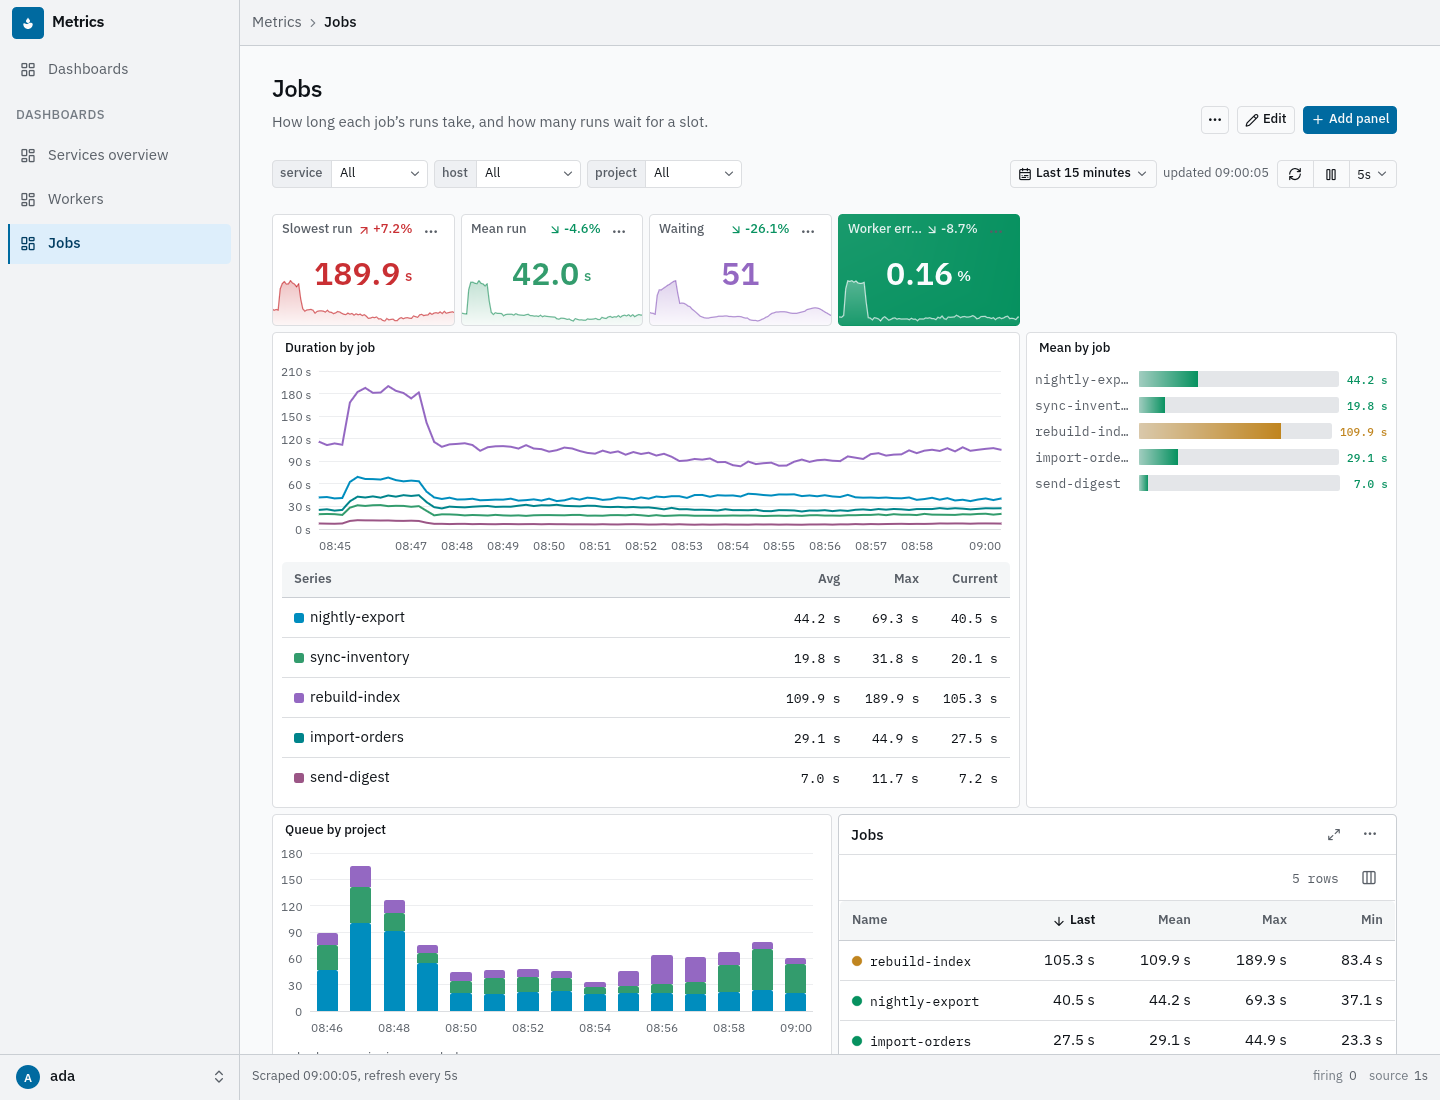 Metrics
Dashboards
DASHBOARDS
Services overview
Workers
Jobs
Metrics > Jobs
Jobs
How long each job's runs take, and how many runs wait for a slot.
Edit
Add panel
service All
host All
project All
Last 15 minutes
updated 09:00:05
5s
Slowest run +7.2%
189.9 s
Mean run -4.6%
42.0 s
Waiting -26.1%
51
Worker err... -8.7%
0.16 %
Duration by job
210 s
180 s
150 s
120 s
90 s
60 s
30 s
0 s
08:45 08:47 08:48 08:49 08:50 08:51 08:52 08:53 08:54 08:55 08:56 08:57 08:58 09:00
Series Avg Max Current
nightly-export 44.2 s 69.3 s 40.5 s
sync-inventory 19.8 s 31.8 s 20.1 s
rebuild-index 109.9 s 189.9 s 105.3 s
import-orders 29.1 s 44.9 s 27.5 s
send-digest 7.0 s 11.7 s 7.2 s
Mean by job
nightly-exp... 44.2 s
sync-invent... 19.8 s
rebuild-ind... 109.9 s
import-orde... 29.1 s
send-digest 7.0 s
Queue by project
180
150
120
90
60
30
0
08:46 08:48 08:50 08:52 08:54 08:56 08:58 09:00
Jobs
5 rows
Name Last Mean Max Min
rebuild-index 105.3 s 109.9 s 189.9 s 83.4 s
nightly-export 40.5 s 44.2 s 69.3 s 37.1 s
import-orders 27.5 s 29.1 s 44.9 s 23.3 s
A ada
Scraped 09:00:05, refresh every 5s
firing 0 source 1s